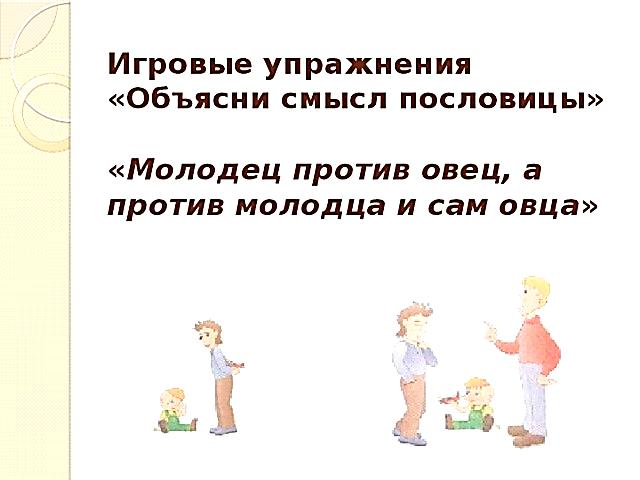 Игровые упражнения
«Объясни смысл пословицы»
«Молодец против овец, а
против молодца и сам овца»